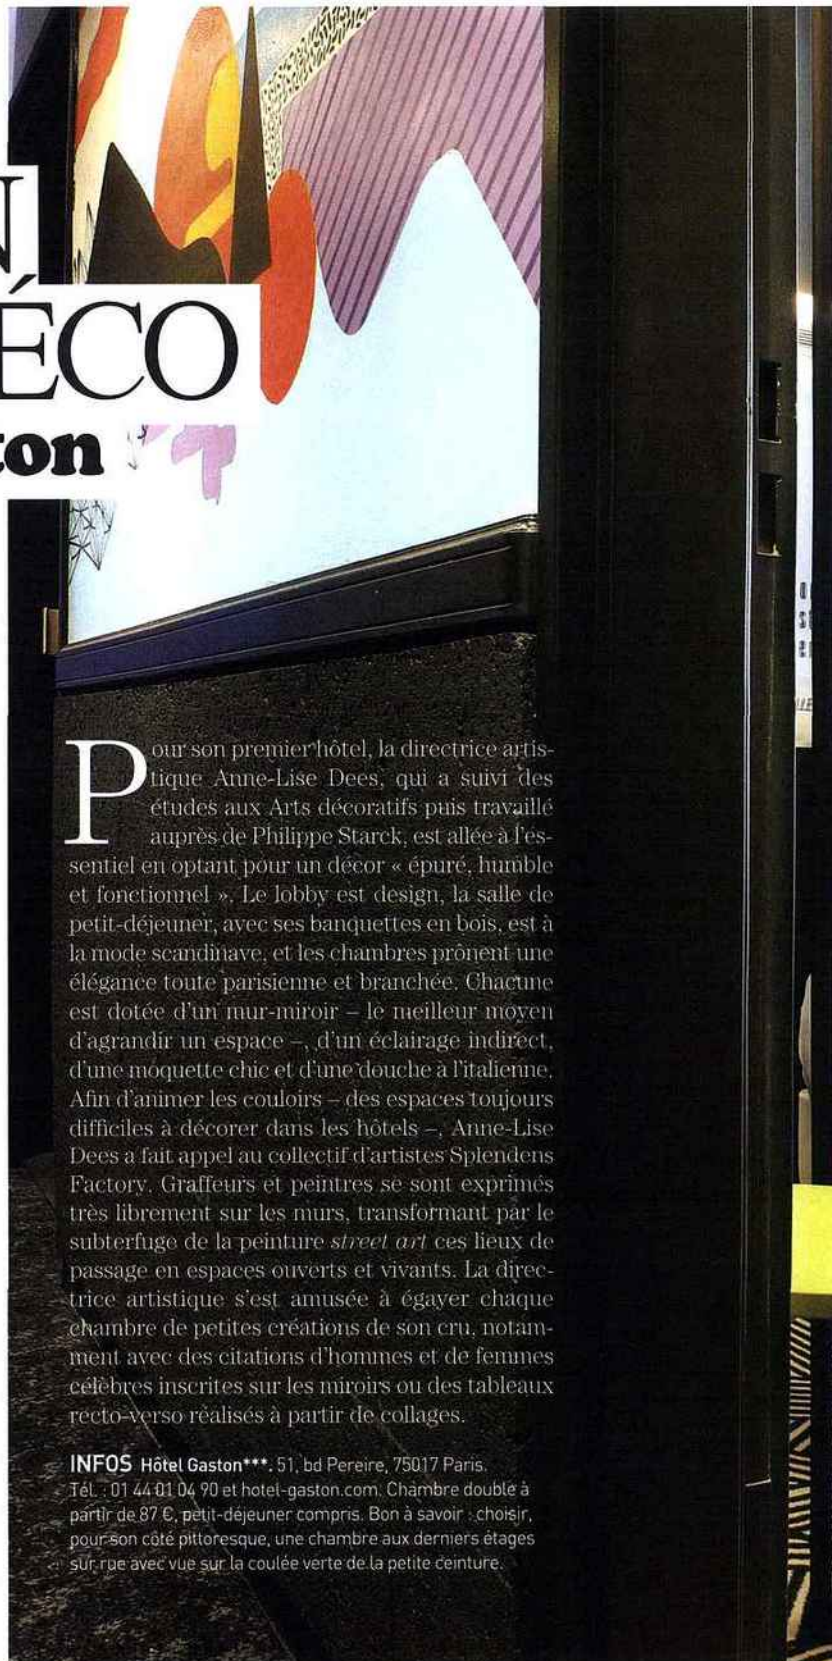 N
ÉCO
ton
Pour son premier hôtel, la directrice artis-
tique Anne-Lise Dees, qui a suivi des
études aux Arts décoratifs puis travaillé
auprès de Philippe Starck, est allée à l'es-
sentiel en optant pour un décor « épuré, humble
et fonctionnel ». Le lobby est design, la salle de
petit-déjeuner, avec ses banquettes en bois, est à
la mode scandinave, et les chambres prônent une
élégance toute parisienne et branchée. Chacune
est dotée d'un mur-miroir – le meilleur moyen
d'agrandir un espace –, d'un éclairage indirect,
d'une moquette chic et d'une douche à l'italienne.
Afin d'animer les couloirs – des espaces toujours
difficiles à décorer dans les hôtels –, Anne-Lise
Dees a fait appel au collectif d'artistes Splendens
Factory. Graffeurs et peintres se sont exprimés
très librement sur les murs, transformant par le
subterfuge de la peinture street art ces lieux de
passage en espaces ouverts et vivants. La direc-
trice artistique s'est amusée à égayer chaque
chambre de petites créations de son cru, notam-
ment avec des citations d'hommes et de femmes
célèbres inscrites sur les miroirs ou des tableaux
recto-verso réalisés à partir de collages.
INFOS Hôtel Gaston***. 51, bd Pereire, 75017 Paris.
Tél. : 01 44 01 04 90 et hotel-gaston.com. Chambre double à
partir de 87 €, petit-déjeuner compris. Bon à savoir : choisir,
pour son côté pittoresque, une chambre aux derniers étages
sur rue avec vue sur la coulée verte de la petite ceinture.